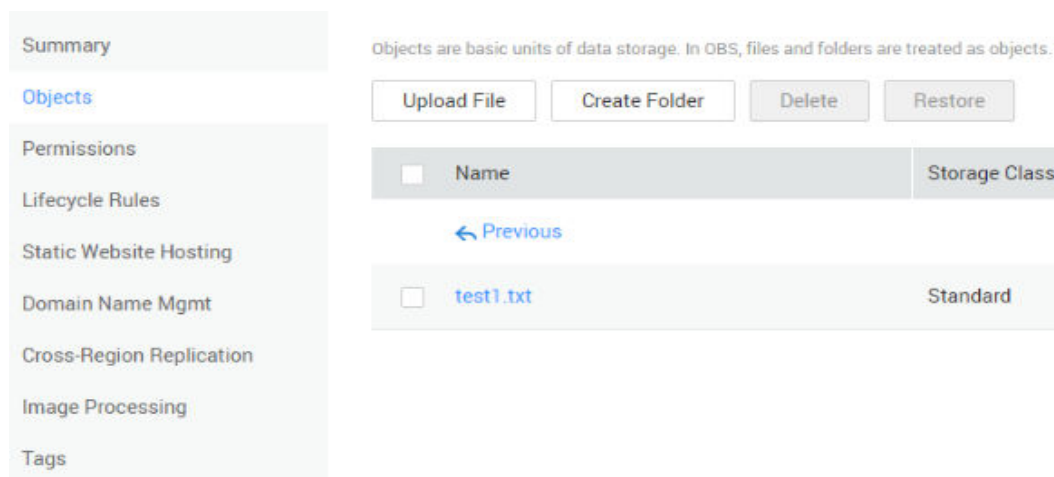 Summary
Objects
Permissions
Lifecycle Rules
Static Website Hosting
Domain Name Mgmt
Cross-Region Replication
Image Processing
Tags
Objects are basic units of data storage. In OBS, files and folders are treated as objects.
Upload File Create Folder Delete Restore
Name Storage Class
Previous
test1.txt Standard